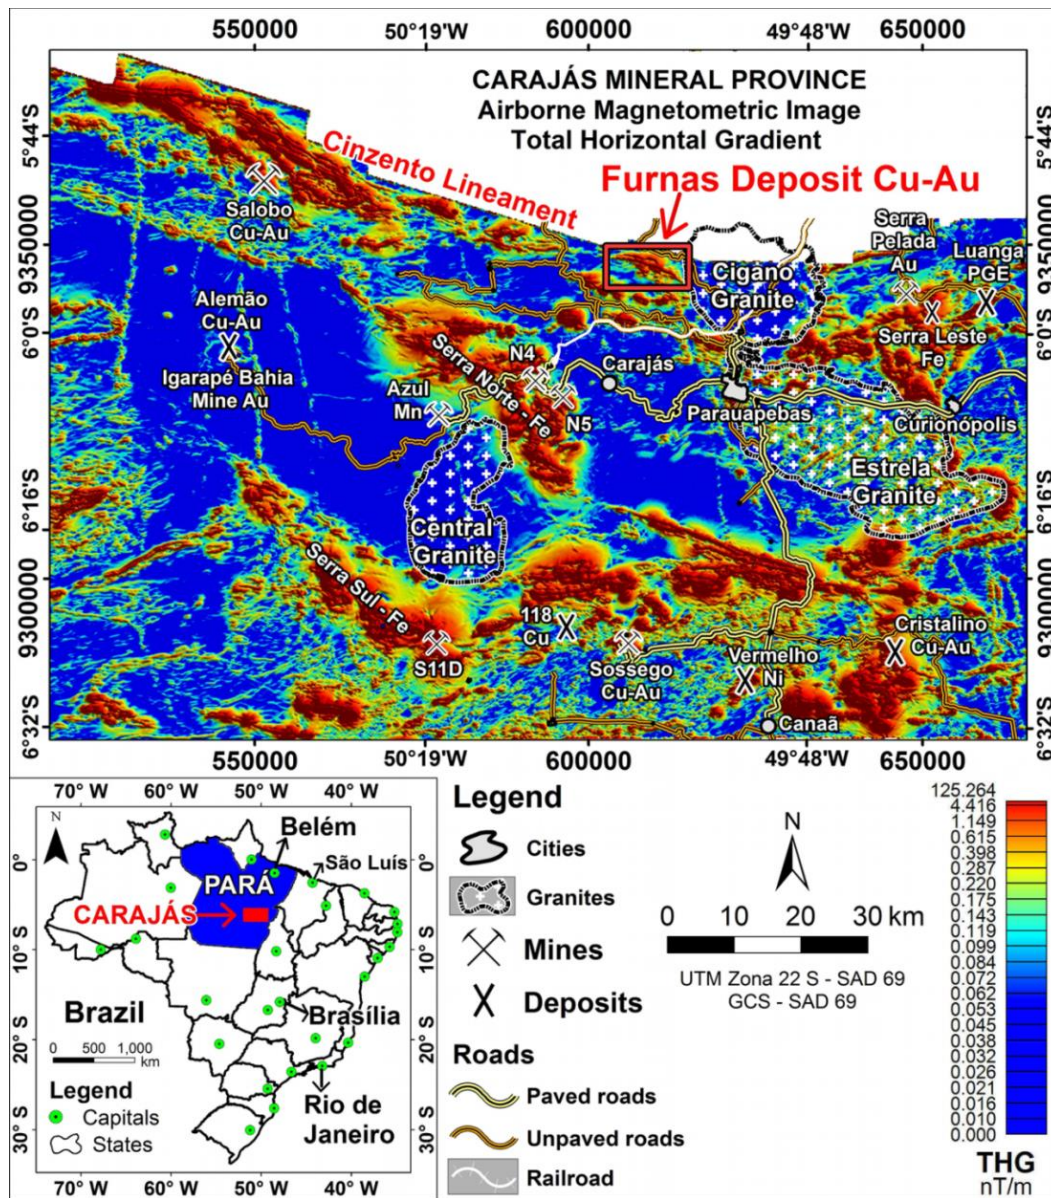 550000 50°19'W 600000 49°48'W 650000
CARAJÁS MINERAL PROVINCE
Airborne Magnetometric Image
Total Horizontal Gradient
5°44'S
5°44'S
Cinzento Lineament
Furnas Deposit Cu-Au
Salobo
Cu-Au
Serra
Pelada
Au
Luanga
PGE
9350000
9350000
Cigano
Granite
Alemão
Cu-Au
6°0'S
6°0'S
Serra Leste
Fe
Igarapé Bahia
Mine Au
Serra Norte - Fe
N4
Carajás
Azul
Mn
N5
Parauapebas
Curionópolis
Estrela
Granite
6°16'S
6°16'S
Central
Granite
Serra Sul - Fe
9300000
9300000
118
Cu
Cristalino
Cu-Au
S11D
Sossego
Cu-Au
Vermelho
Ni
Canaã
6°32'S
6°32'S
550000 50°19'W 600000 49°48'W 650000
70° W 60° W 50° W 40° W
N
Belém
São Luís
0°
0°
PARÁ
CARAJÁS
10° S
10° S
Brazil
Brasília
0 500 1,000
km
20° S
20° S
Legend
Capitals
States
Rio de
Janeiro
30° S
30° S
70° W 60° W 50° W 40° W
Legend
Cities
Granites
Mines
Deposits
Roads
Paved roads
Unpaved roads
Railroad
N
0 10 20 30 km
UTM Zona 22 S - SAD 69
GCS - SAD 69
125.264
4.416
1.149
0.615
0.398
0.287
0.220
0.175
0.143
0.119
0.099
0.084
0.072
0.062
0.053
0.045
0.038
0.032
0.026
0.021
0.016
0.010
0.000
THG
nT/m